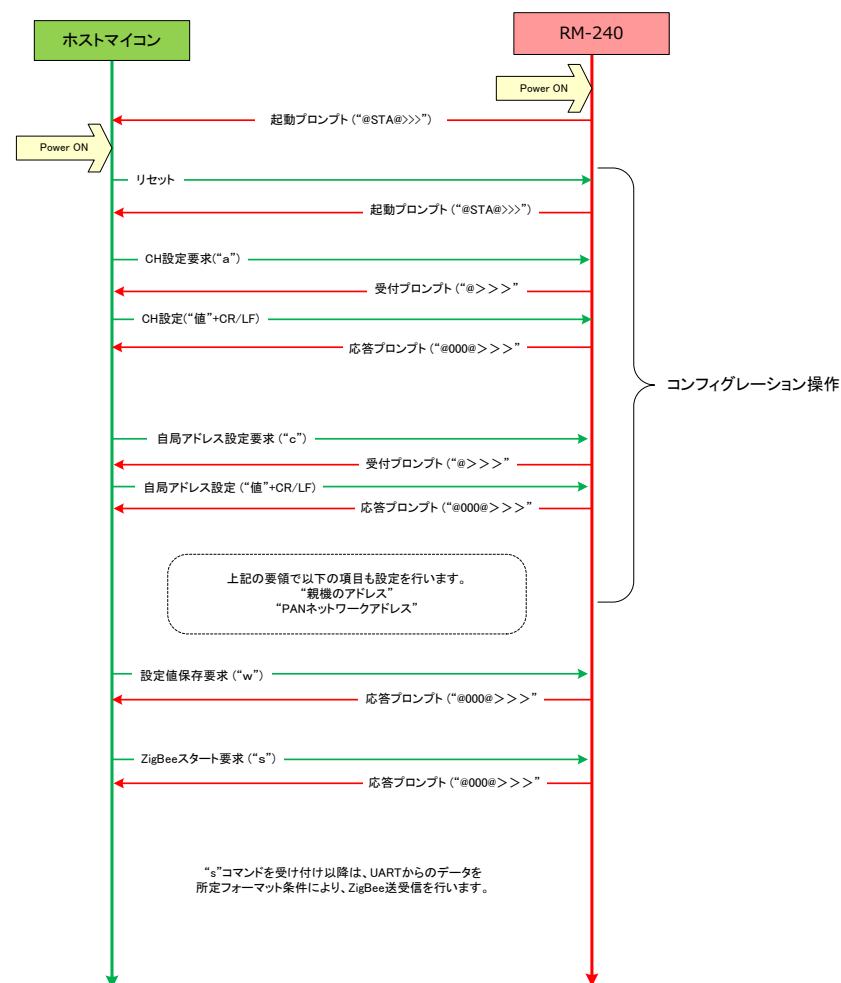 ホストマイコン
RM-240
Power ON
起動プロンプト(“@STA@>>>”)
Power ON
リセット
起動プロンプト(“@STA@>>>”)
CH設定要求(“a”)
受付プロンプト(“@＞＞＞”
CH設定(“値”+CR/LF)
応答プロンプト(“@000@＞＞＞”
コンフィグレーション操作
自局アドレス設定要求(“c”)
受付プロンプト(“@＞＞＞”
自局アドレス設定(“値”+CR/LF)
応答プロンプト(“@000@＞＞＞”
上記の要領で以下の項目も設定を行います。
“親機のアドレス”
“PANネットワークアドレス”
設定値保存要求(“w”)
応答プロンプト(“@000@＞＞＞”
ZigBeeスタート要求(“s”)
応答プロンプト(“@000@＞＞＞”
“s”コマンドを受け付け以降は、UARTからのデータを
所定フォーマット条件により、ZigBee送受信を行います。